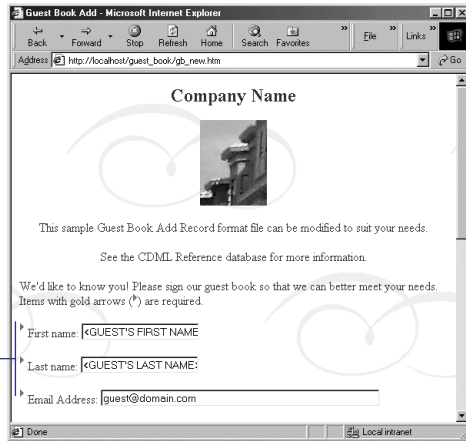 Guest Book Add - Microsoft Internet Explorer
Back Forward Stop Refresh Home Search Favorites » File » Links »
Address http://localhost/guest_book/gb_new.htm Go
Company Name
This sample Guest Book Add Record format file can be modified to suit your needs.
See the CDML Reference database for more information.
We'd like to know you! Please sign our guest book so that we can better meet your needs.
Items with gold arrows () are required.
First name: <GUEST'S FIRST NAME
Last name: <GUEST'S LAST NAME>
Email Address: guest@domain.com
Done Local intranet